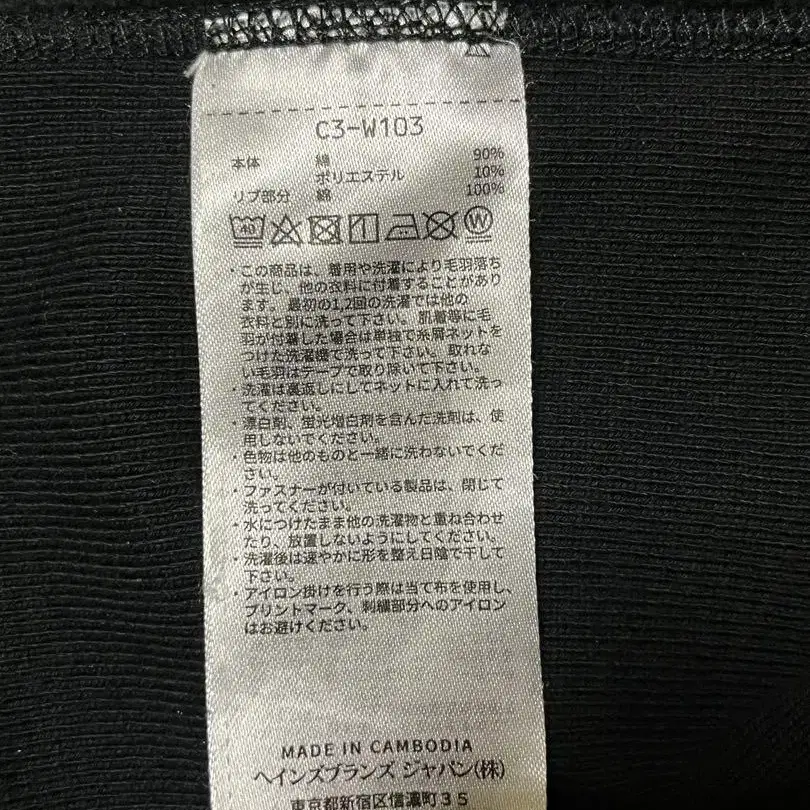 C3-W103
本体 綿 90%
ポリエステル 10%
リブ部分 綿 100%
40 W
・この商品は、着用や洗濯により毛羽落ち
が生じ、他の衣料に付着することがあり
ます。最初の1,2回の洗濯では他の
衣料と別に洗って下さい。肌着等に毛
羽が付着した場合は単独で糸屑ネットを
つけた洗濯機で洗って下さい。取れな
い毛羽はテープで取り除いて下さい。
・洗濯は裏返しにしてネットに入れて洗っ
てください。
・漂白剤、蛍光増白剤を含んだ洗剤は、使
用しないでください。
・色物は他のものと一緒に洗わないでくだ
さい。
・ファスナーが付いている製品は、閉じて
洗ってください。
・水につけたまま他の洗濯物と重ね合わせ
たり、放置しないようにしてください。
・洗濯後は速やかに形を整え日陰で干して
下さい。
・アイロン掛けを行う際は当て布を使用し、
プリントマーク、刺繍部分へのアイロン
はお避けください。
MADE IN CAMBODIA
ヘインズブランズ ジャパン(株)
東京都新宿区信濃町35